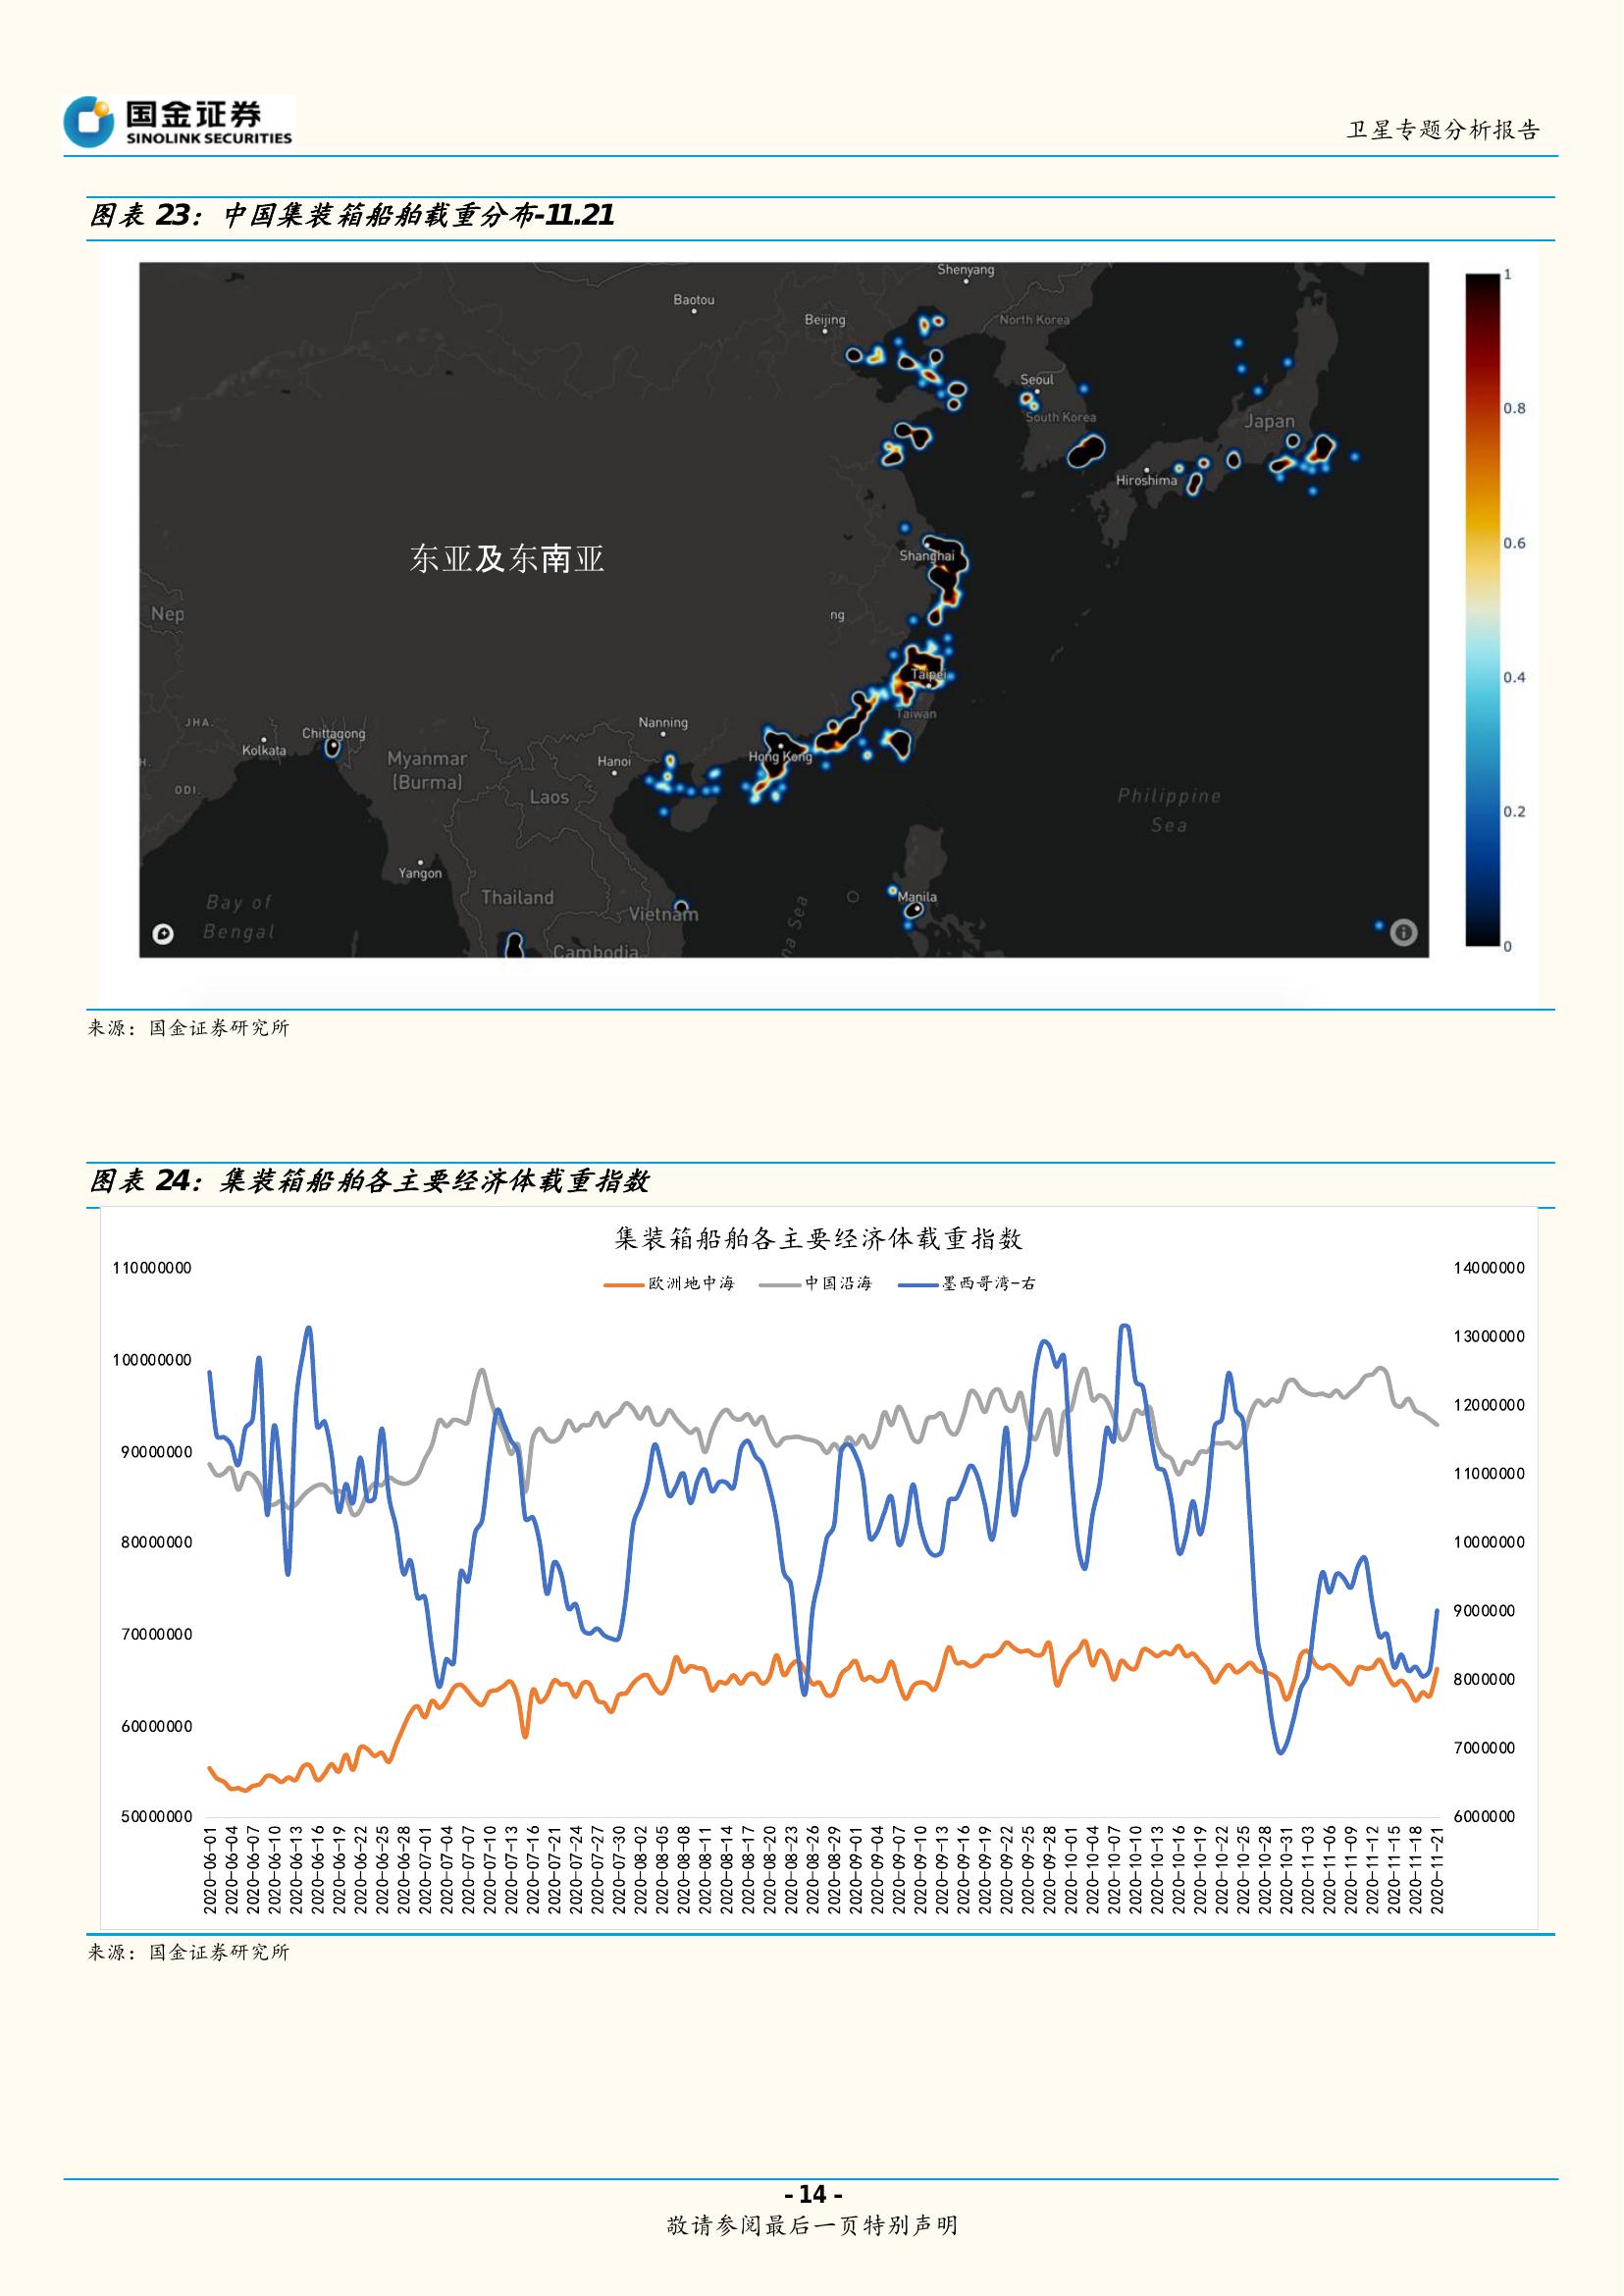 国金证券
SINOLINK SECURITIES
卫星专题分析报告
图表 23：中国集装箱船舶载重分布-11.21
Shenyang
Baotou
Beijing
North Korea
Seoul
South Korea
Japan
Hiroshima
东亚及东南亚
Shanghai
Nep
ng
Taipei
Taiwan
JHA.
Kolkata
Chittagong
Nanning
Hong Kong
Hanoi
Myanmar
(Burma)
H.
ODI.
Laos
Philippine
Sea
Yangon
Thailand
Manila
Vietnam
Bay of
Bengal
na Sea
Cambodia
1
0.8
0.6
0.4
0.2
0
来源：国金证券研究所
图表 24：集装箱船舶各主要经济体载重指数
集装箱船舶各主要经济体载重指数
欧洲地中海 中国沿海 墨西哥湾-右
110000000
100000000
90000000
80000000
70000000
60000000
50000000
14000000
13000000
12000000
11000000
10000000
9000000
8000000
7000000
6000000
2020-06-01
2020-06-04
2020-06-07
2020-06-10
2020-06-13
2020-06-16
2020-06-19
2020-06-22
2020-06-25
2020-06-28
2020-07-01
2020-07-04
2020-07-07
2020-07-10
2020-07-13
2020-07-16
2020-07-18
2020-07-21
2020-07-24
2020-07-27
2020-07-30
2020-08-02
2020-08-05
2020-08-08
2020-08-11
2020-08-14
2020-08-17
2020-08-20
2020-08-23
2020-08-26
2020-08-29
2020-09-01
2020-09-04
2020-09-07
2020-09-10
2020-09-13
2020-09-16
2020-09-19
2020-09-22
2020-09-25
2020-09-28
2020-10-01
2020-10-04
2020-10-07
2020-10-10
2020-10-13
2020-10-16
2020-10-19
2020-10-22
2020-10-25
2020-10-28
2020-10-31
2020-11-03
2020-11-06
2020-11-09
2020-11-12
2020-11-15
2020-11-18
2020-11-21
来源：国金证券研究所
- 14 -
敬请参阅最后一页特别声明